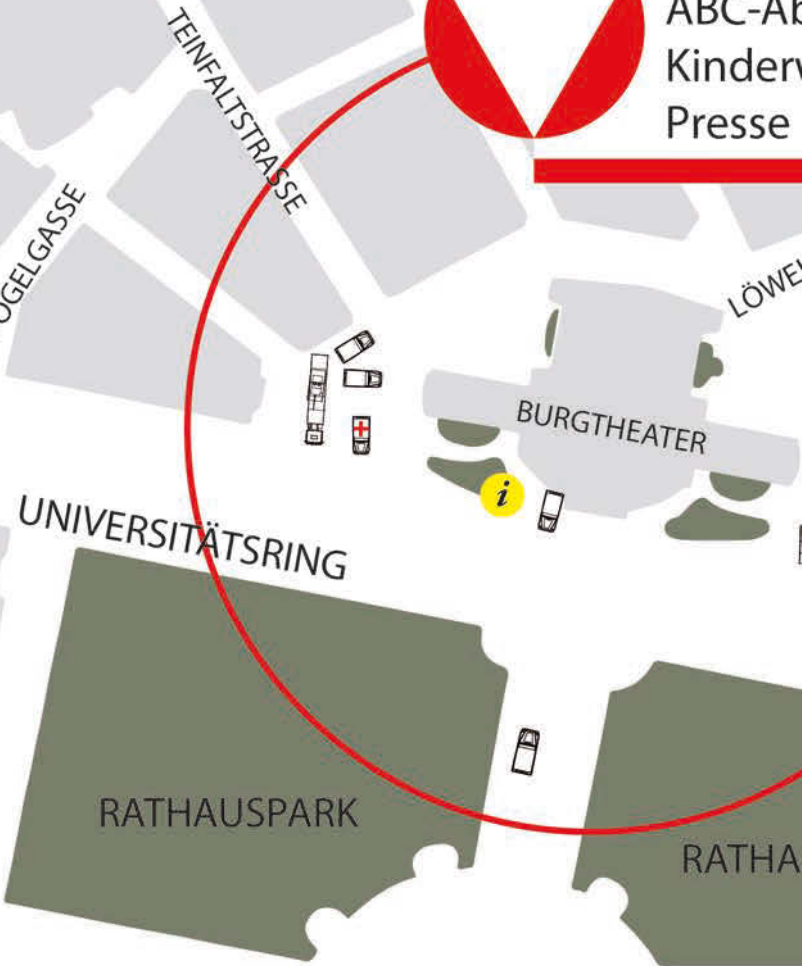 ABC-Ab
Kinderw
Presse
TEINFALTSTRASSE
OGELGASSE
LÖWEL
BURGTHEATER
i
UNIVERSITÄTSRING
RATHAUSPARK
RATHA